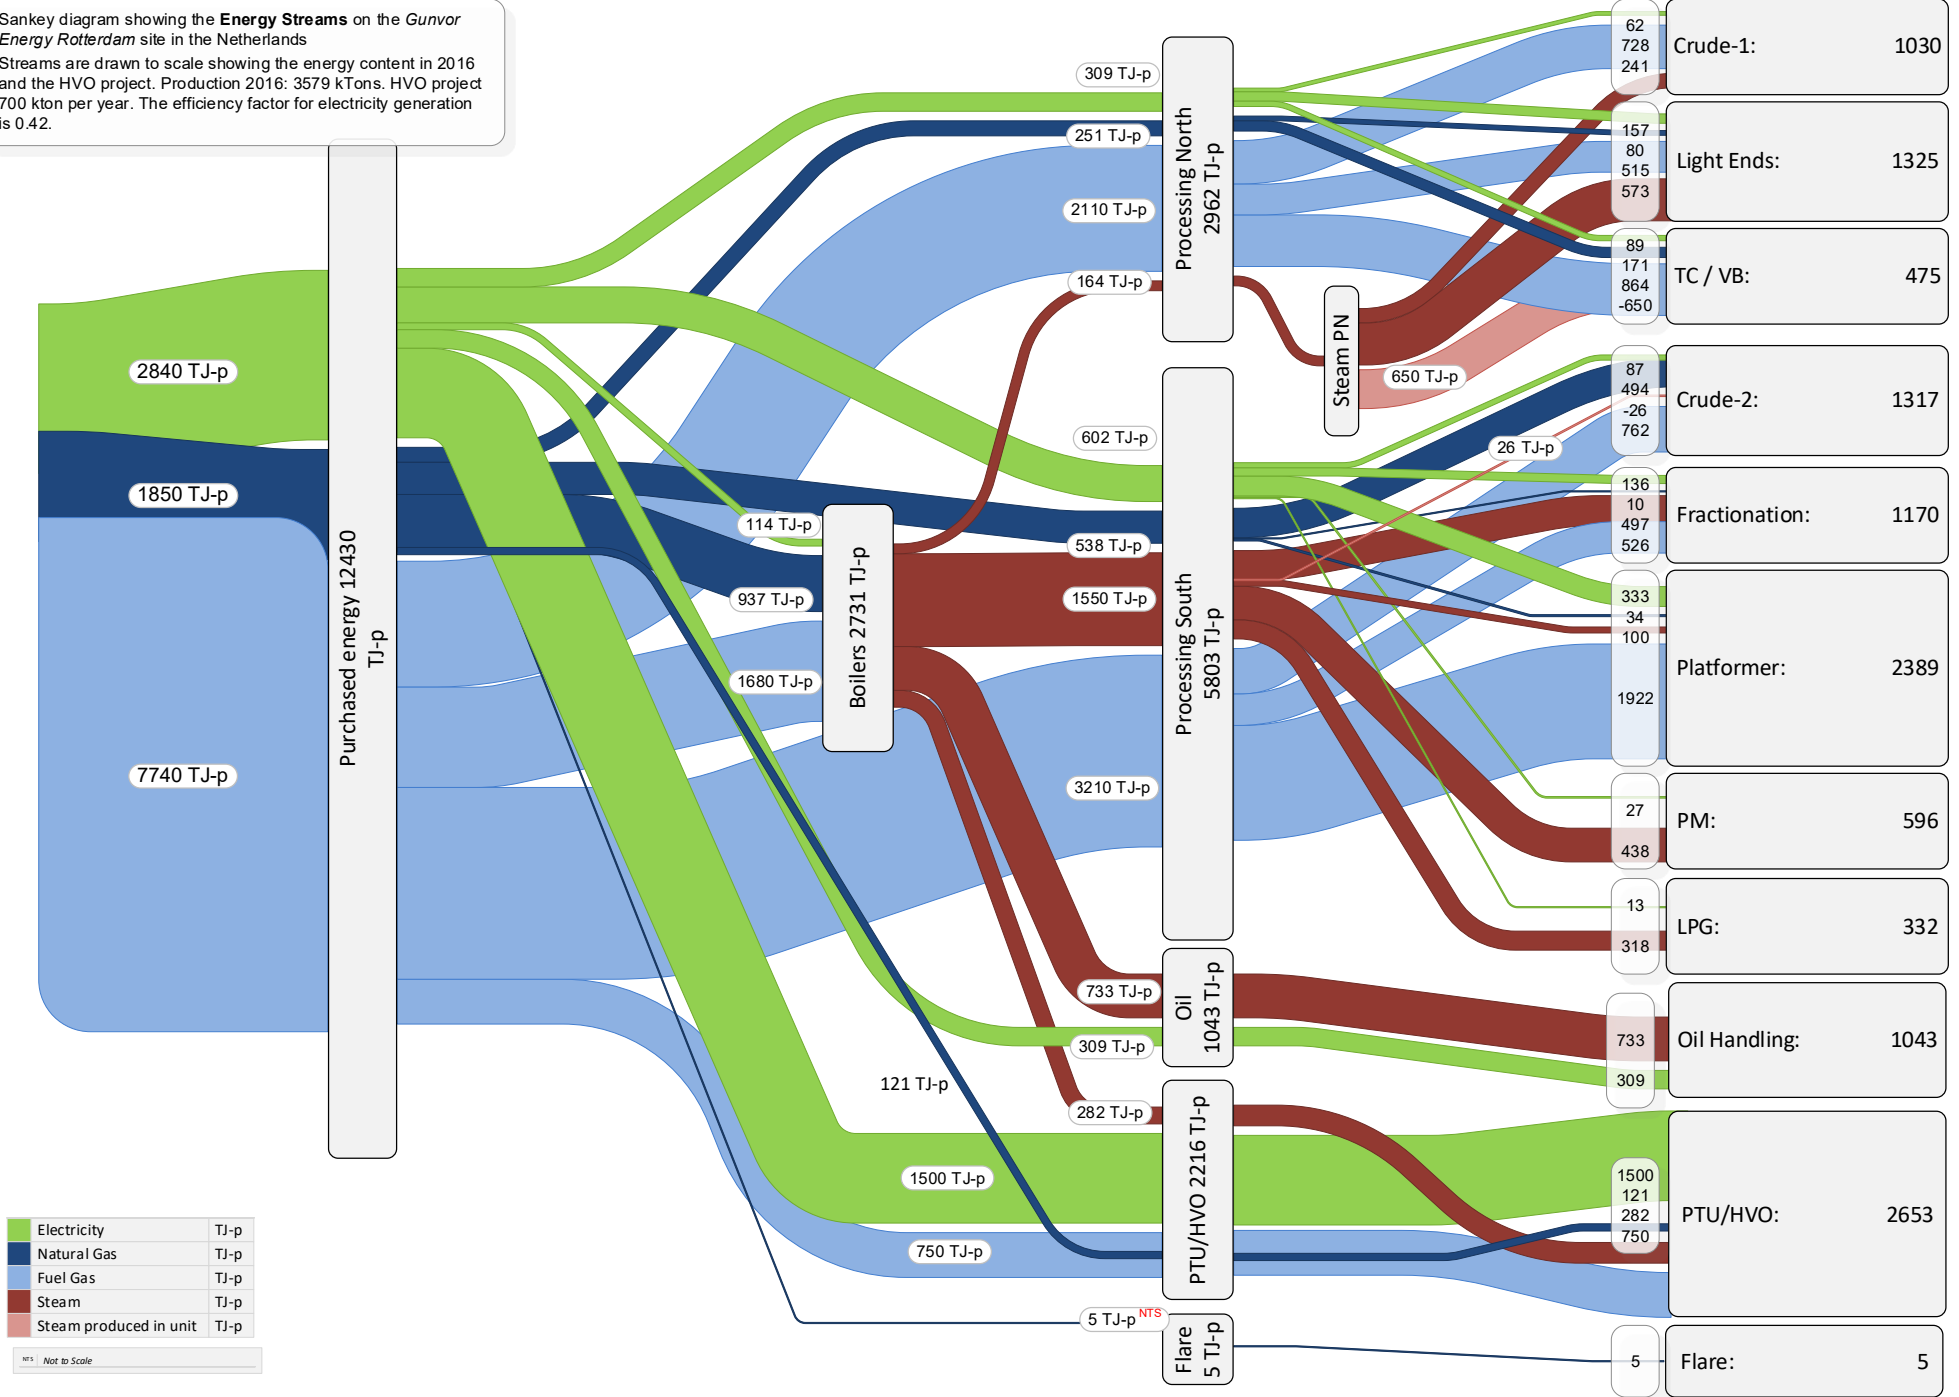 Sankey diagram showing the Energy Streams on the Gunvor
Energy Rotterdam site in the Netherlands
Streams are drawn to scale showing the energy content in 2016
and the HVO project. Production 2016: 3579 kTons. HVO project
700 kton per year. The efficiency factor for electricity generation
is 0.42.
2840 TJ-p
1850 TJ-p
7740 TJ-p
Purchased energy 12430
TJ-p
309 TJ-p
251 TJ-p
2110 TJ-p
164 TJ-p
602 TJ-p
114 TJ-p
538 TJ-p
937 TJ-p
1550 TJ-p
1680 TJ-p
3210 TJ-p
733 TJ-p
309 TJ-p
121 TJ-p
282 TJ-p
1500 TJ-p
750 TJ-p
5 TJ-p NTS
Boilers 2731 TJ-p
Processing North
2962 TJ-p
Processing South
5803 TJ-p
Oil
1043 TJ-p
PTU/HVO 2216 TJ-p
Flare
5 TJ-p
Steam PN
650 TJ-p
26 TJ-p
62
728
241
Crude-1: 1030
157
80
515
573
Light Ends: 1325
89
171
864
-650
TC / VB: 475
87
494
-26
762
Crude-2: 1317
136
10
497
526
Fractionation: 1170
333
34
100
1922
Platformer: 2389
27
438
PM: 596
13
318
LPG: 332
733
309
Oil Handling: 1043
1500
121
282
750
PTU/HVO: 2653
5
Flare: 5
Electricity TJ-p
Natural Gas TJ-p
Fuel Gas TJ-p
Steam TJ-p
Steam produced in unit TJ-p
NTS Not to Scale